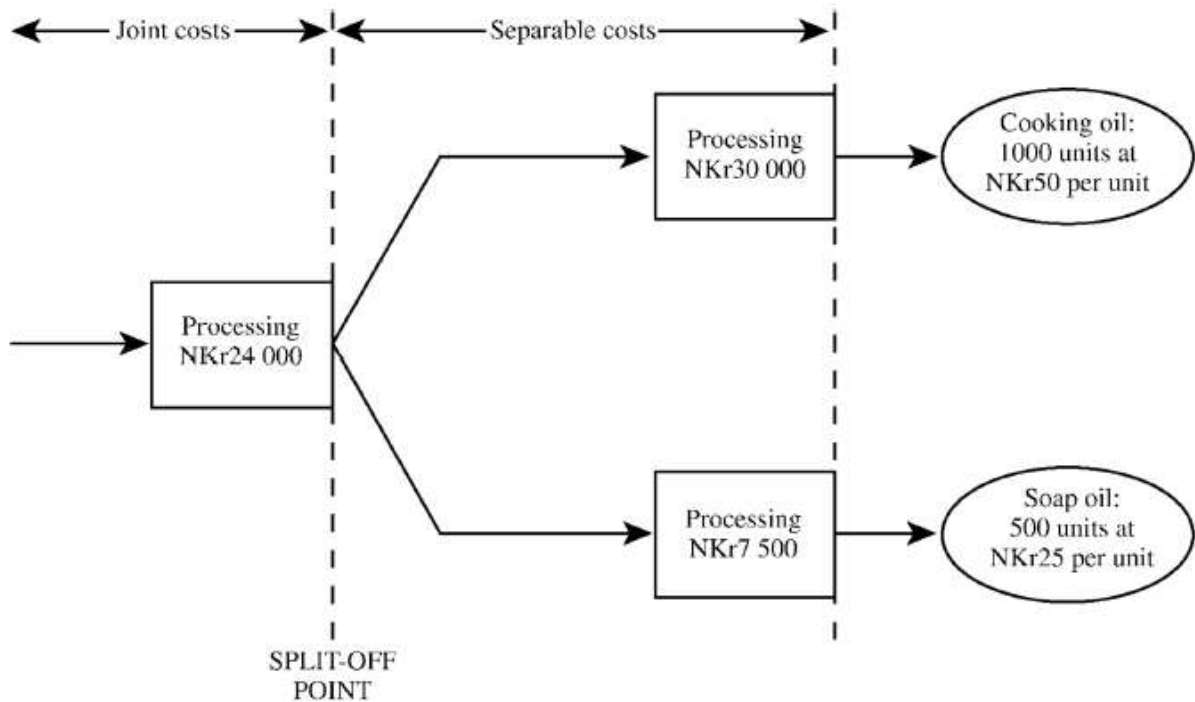 Joint costs
Separable costs
Processing
NKr30 000
Cooking oil:
1000 units at
NKr50 per unit
Processing
NKr24 000
Processing
NKr7 500
Soap oil:
500 units at
NKr25 per unit
SPLIT-OFF
POINT